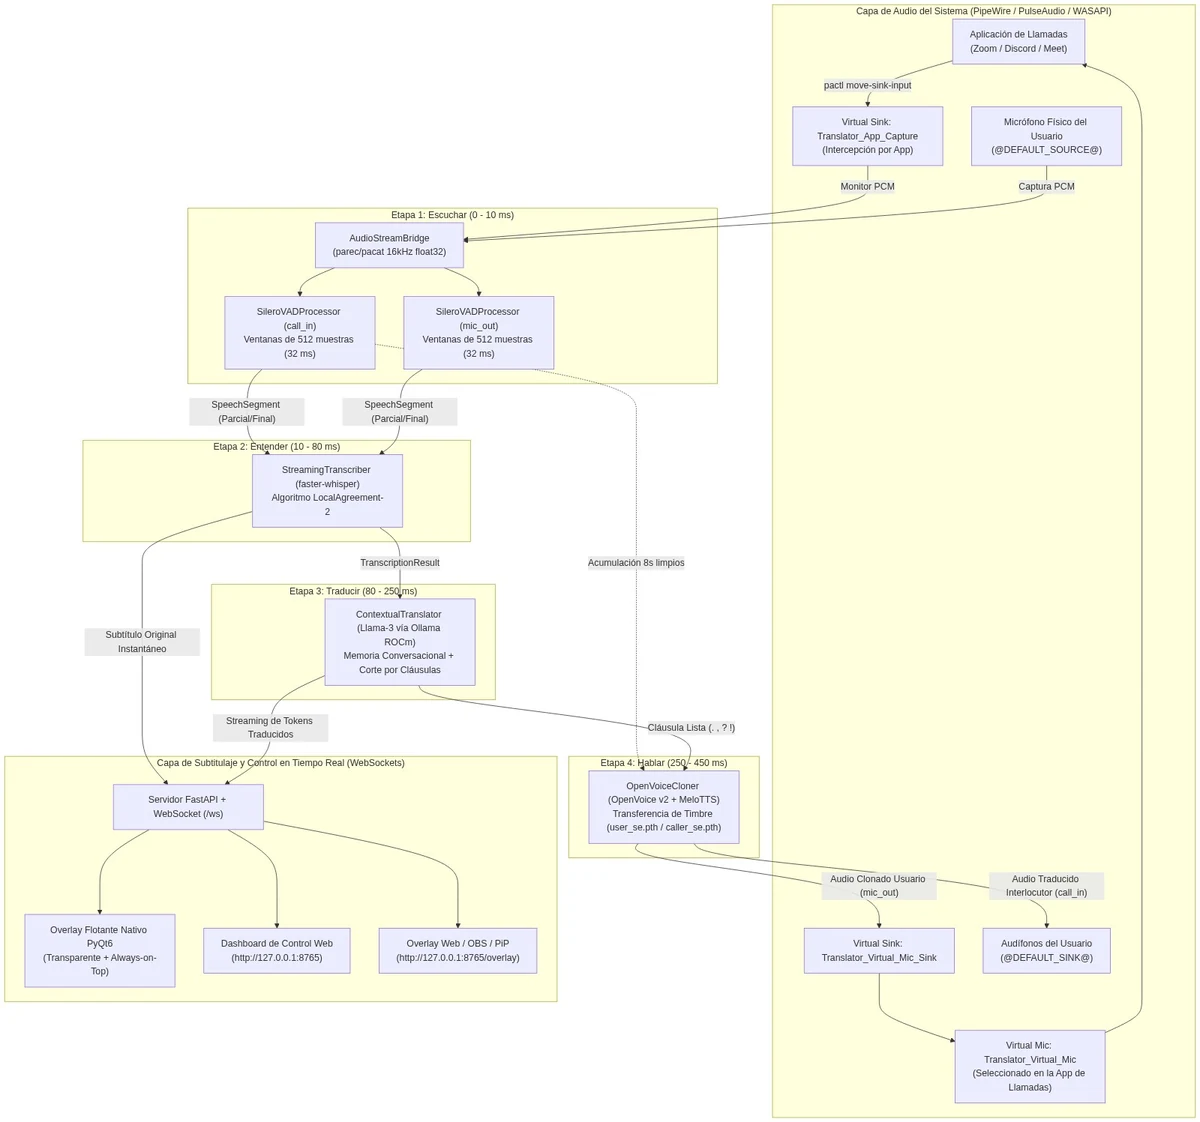 Capa de Audio del Sistema (PipeWire / PulseAudio / WASAPI)
Aplicación de Llamadas
(Zoom / Discord / Meet)
pactl move-sink-input
Virtual Sink:
Translator_App_Capture
(Intercepción por App)
Micrófono Físico del
Usuario
(@DEFAULT_SOURCE@)
Monitor PCM
Captura PCM
Etapa 1: Escuchar (0 - 10 ms)
AudioStreamBridge
(parec/pacat 16kHz float32)
SileroVADProcessor
(call_in)
Ventanas de 512 muestras
(32 ms)
SileroVADProcessor
(mic_out)
Ventanas de 512 muestras
(32 ms)
SpeechSegment
(Parcial/Final)
SpeechSegment
(Parcial/Final)
Etapa 2: Entender (10 - 80 ms)
StreamingTranscriber
(faster-whisper)
Algoritmo LocalAgreement-
2
TranscriptionResult
Acumulación 8s limpios
Etapa 3: Traducir (80 - 250 ms)
ContextualTranslator
(Llama-3 vía Ollama
ROCm)
Memoria Conversacional +
Corte por Cláusulas
Subtítulo Original
Instantáneo
Streaming de Tokens
Traducidos
Cláusula Lista (. , ? !)
Capa de Subtitulaje y Control en Tiempo Real (WebSockets)
Servidor FastAPI +
WebSocket (/ws)
Overlay Flotante Nativo
PyQt6
(Transparente + Always-on-
Top)
Dashboard de Control Web
(http://127.0.0.1:8765)
Overlay Web / OBS / PiP
(http://127.0.0.1:8765/overlay)
Etapa 4: Hablar (250 - 450 ms)
OpenVoiceCloner
(OpenVoice v2 + MeloTTS)
Transferencia de Timbre
(user_se.pth / caller_se.pth)
Audio Clonado Usuario
(mic_out)
Audio Traducido
Interlocutor (call_in)
Virtual Sink:
Translator_Virtual_Mic_Sink
Audífonos del Usuario
(@DEFAULT_SINK@)
Virtual Mic:
Translator_Virtual_Mic
(Seleccionado en la App de
Llamadas)